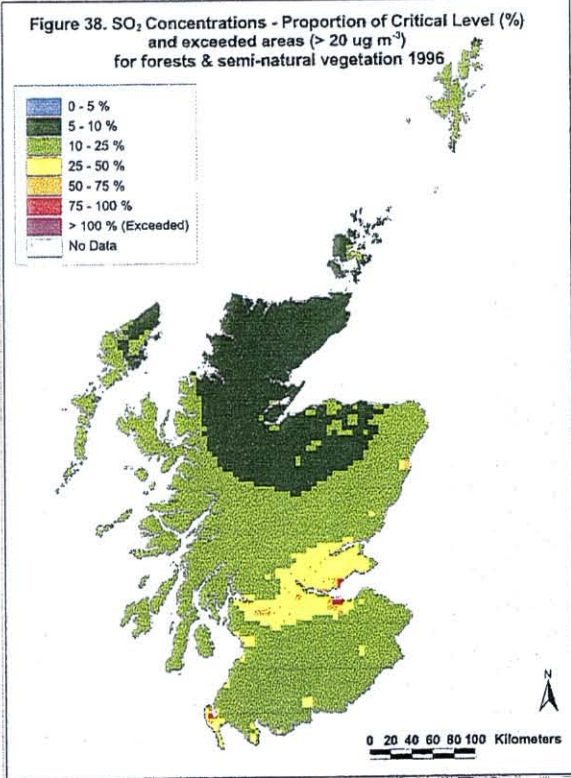 Figure 38. SO₂ Concentrations - Proportion of Critical Level (%)
and exceeded areas (> 20 ug m⁻³)
for forests & semi-natural vegetation 1996
0 - 5 %
5 - 10 %
10 - 25 %
25 - 50 %
50 - 75 %
75 - 100 %
> 100 % (Exceeded)
No Data
N
0 20 40 60 80 100 Kilometers